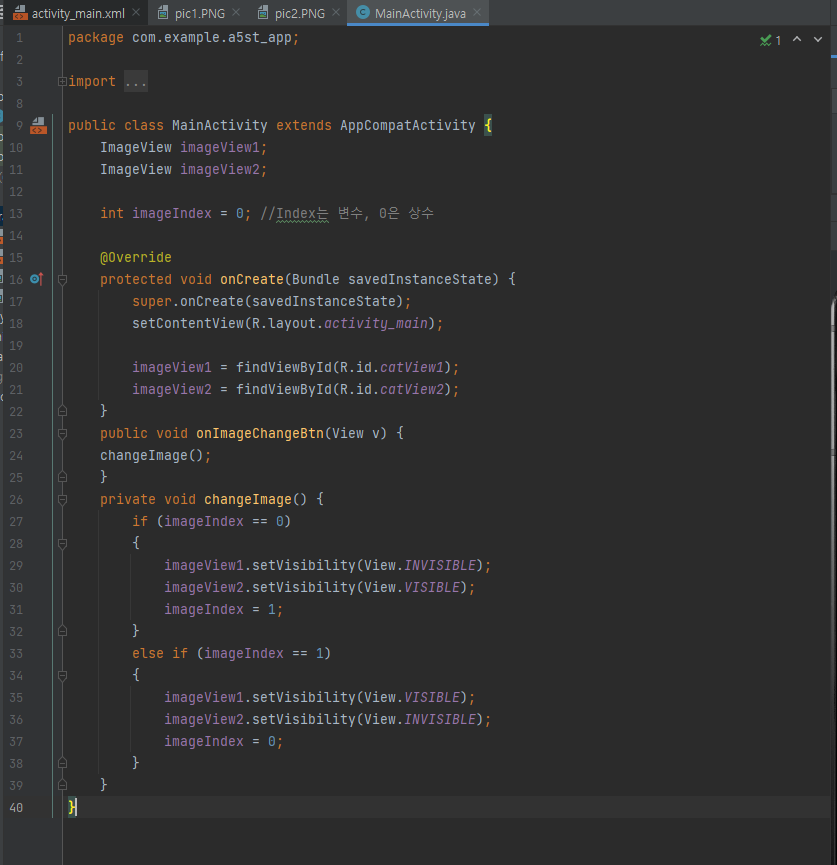 activity_main.xml pic1.PNG pic2.PNG MainActivity.java
1 package com.example.a5st_app; 1
2
3 import ...
8
9 public class MainActivity extends AppCompatActivity {
10 ImageView imageView1;
11 ImageView imageView2;
12
13 int imageIndex = 0; //Index는 변수, 0은 상수
14
15 @Override
16 protected void onCreate(Bundle savedInstanceState) {
17 super.onCreate(savedInstanceState);
18 setContentView(R.layout.activity_main);
19
20 imageView1 = findViewById(R.id.catView1);
21 imageView2 = findViewById(R.id.catView2);
22 }
23 public void onImageChangeBtn(View v) {
24 changeImage();
25 }
26 private void changeImage() {
27 if (imageIndex == 0)
28 {
29 imageView1.setVisibility(View.INVISIBLE);
30 imageView2.setVisibility(View.VISIBLE);
31 imageIndex = 1;
32 }
33 else if (imageIndex == 1)
34 {
35 imageView1.setVisibility(View.VISIBLE);
36 imageView2.setVisibility(View.INVISIBLE);
37 imageIndex = 0;
38 }
39 }
40 }